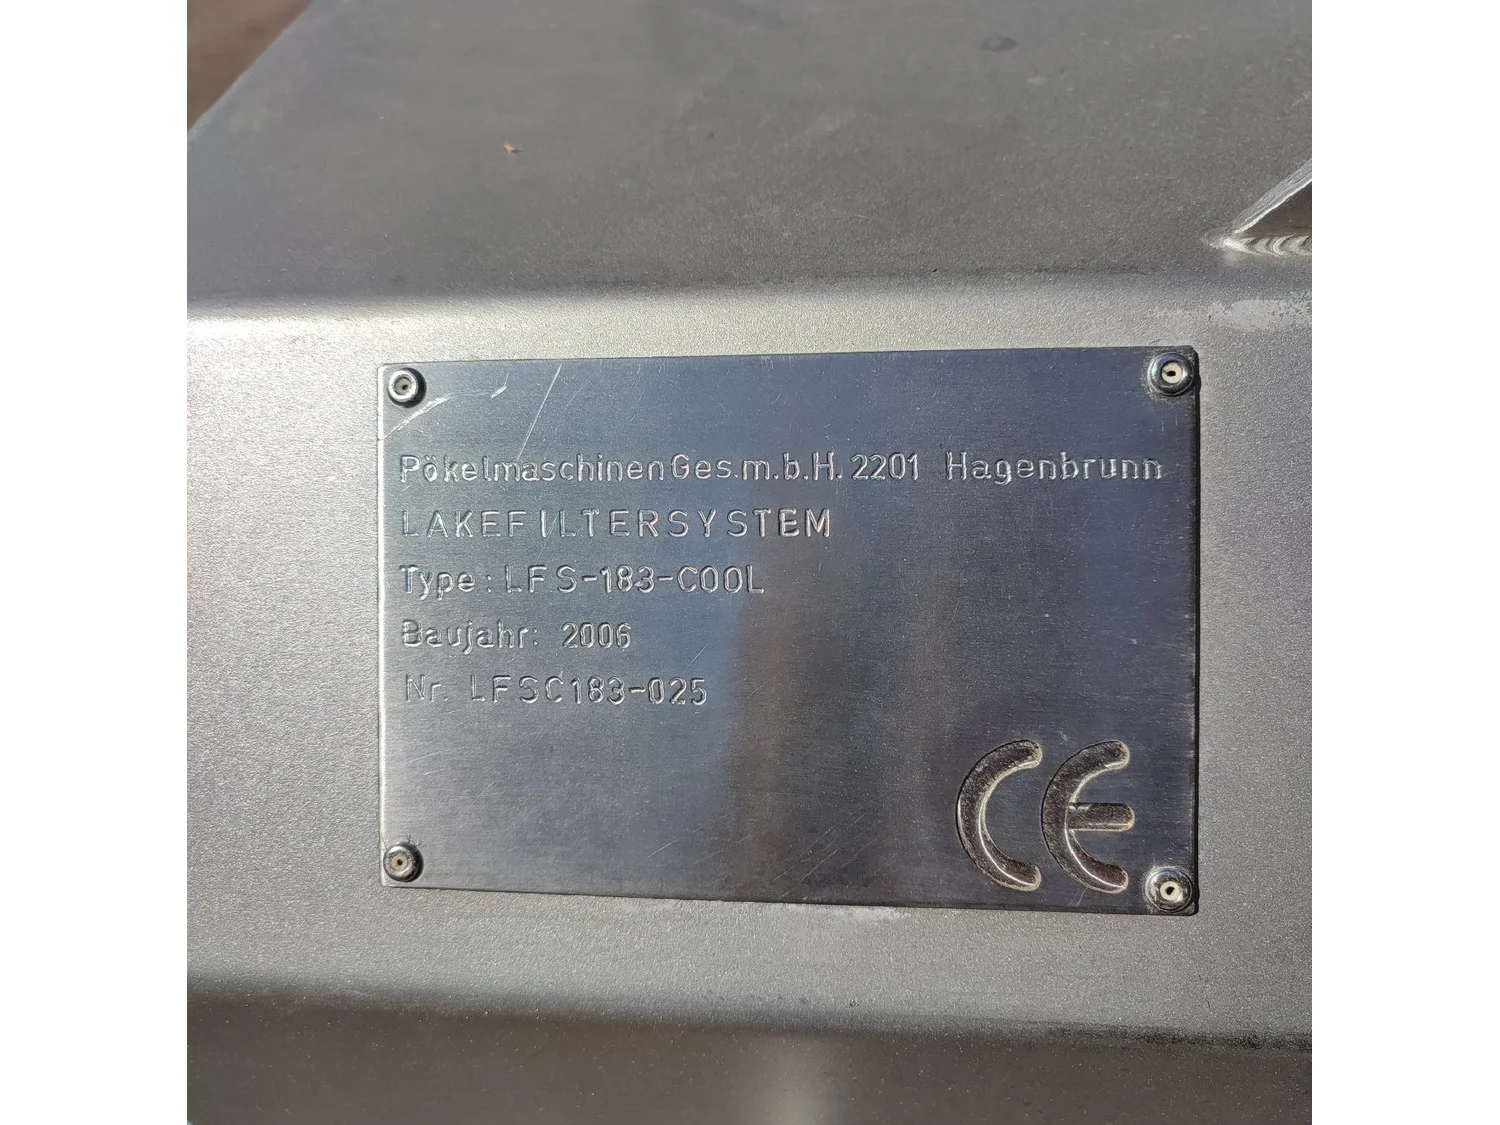 Pökelmaschinen Ges.m.b.H. 2201 Hagenbrunn
LAKEFILTERSYSTEM
Type: LFS-183-COOL
Baujahr: 2006
Nr. LFSC183-025
CE